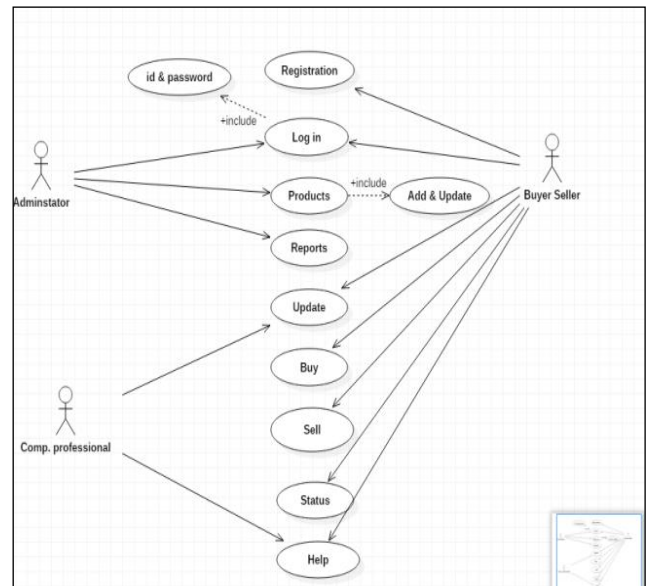 id & password
Registration
+include
Log in
Adminstator
Products
+include
Add & Update
Buyer Seller
Reports
Update
Buy
Comp. professional
Sell
Status
Help